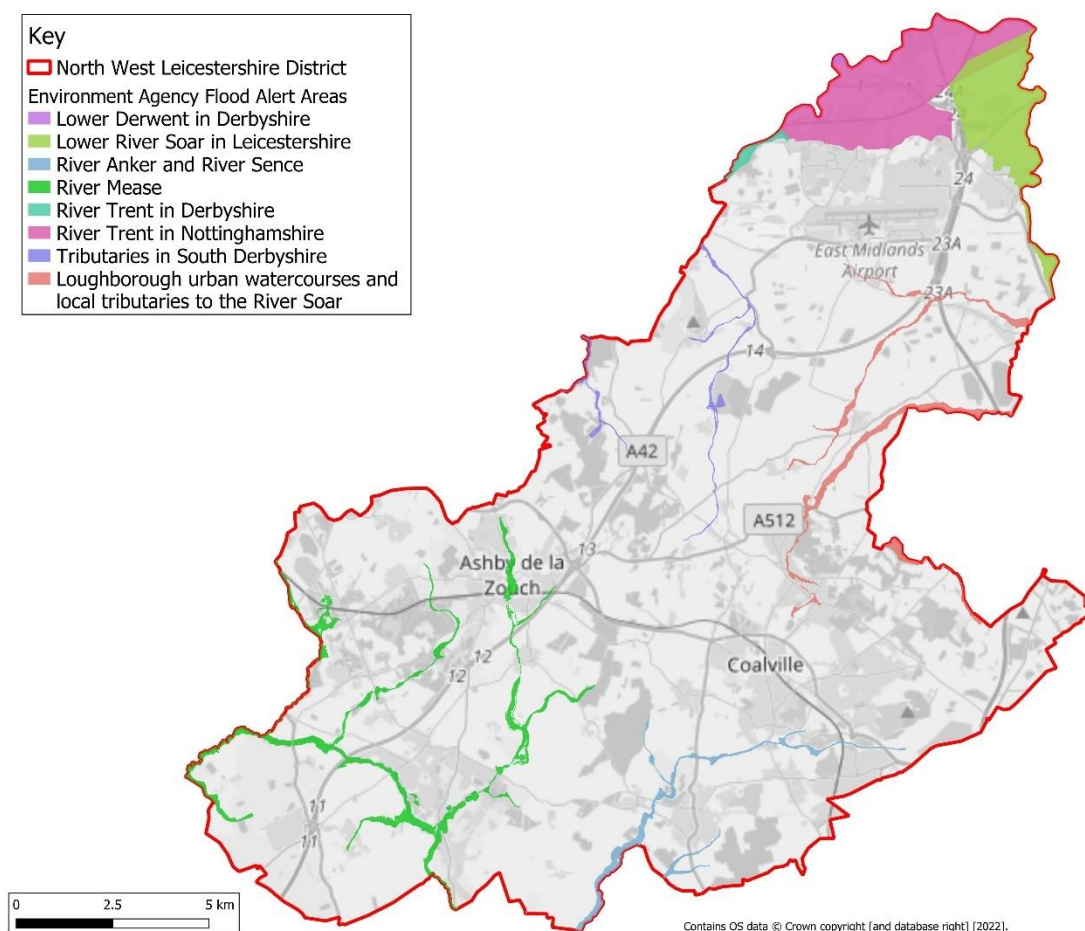 Key
North West Leicestershire District
Environment Agency Flood Alert Areas
Lower Derwent in Derbyshire
Lower River Soar in Leicestershire
River Anker and River Sence
River Mease
River Trent in Derbyshire
River Trent in Nottinghamshire
Tributaries in South Derbyshire
Loughborough urban watercourses and
local tributaries to the River Soar
1
24A
24
24
East Midlands
Airport
23A
23A
14
A42
A512
13
Ashby de la
Zouch
12
12
Coalville
11
11
0 2.5 5 km
Contains OS data © Crown copyright [and database right] [2022].